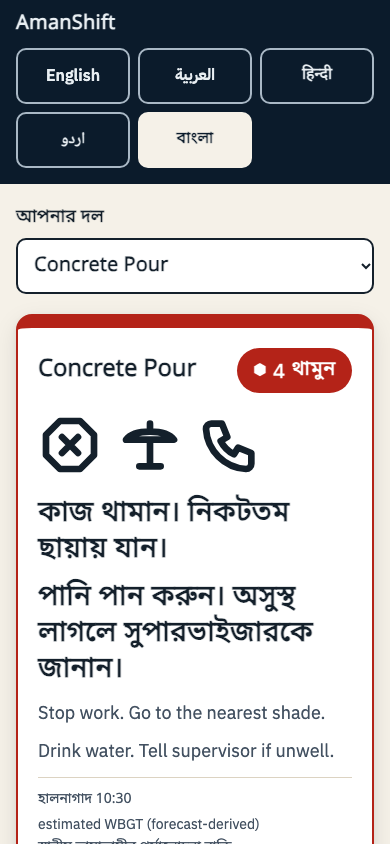 AmanShift
English
العربية
हिन्दी
اردو
বাংলা
আপনার দল
Concrete Pour
Concrete Pour
4 থামুন
কাজ থামান। নিকটতম
ছায়ায় যান।
পানি পান করুন। অসুস্থ
লাগলে সুপারভাইজারকে
জানান।
Stop work. Go to the nearest shade.
Drink water. Tell supervisor if unwell.
হালনাগাদ 10:30
estimated WBGT (forecast-derived)